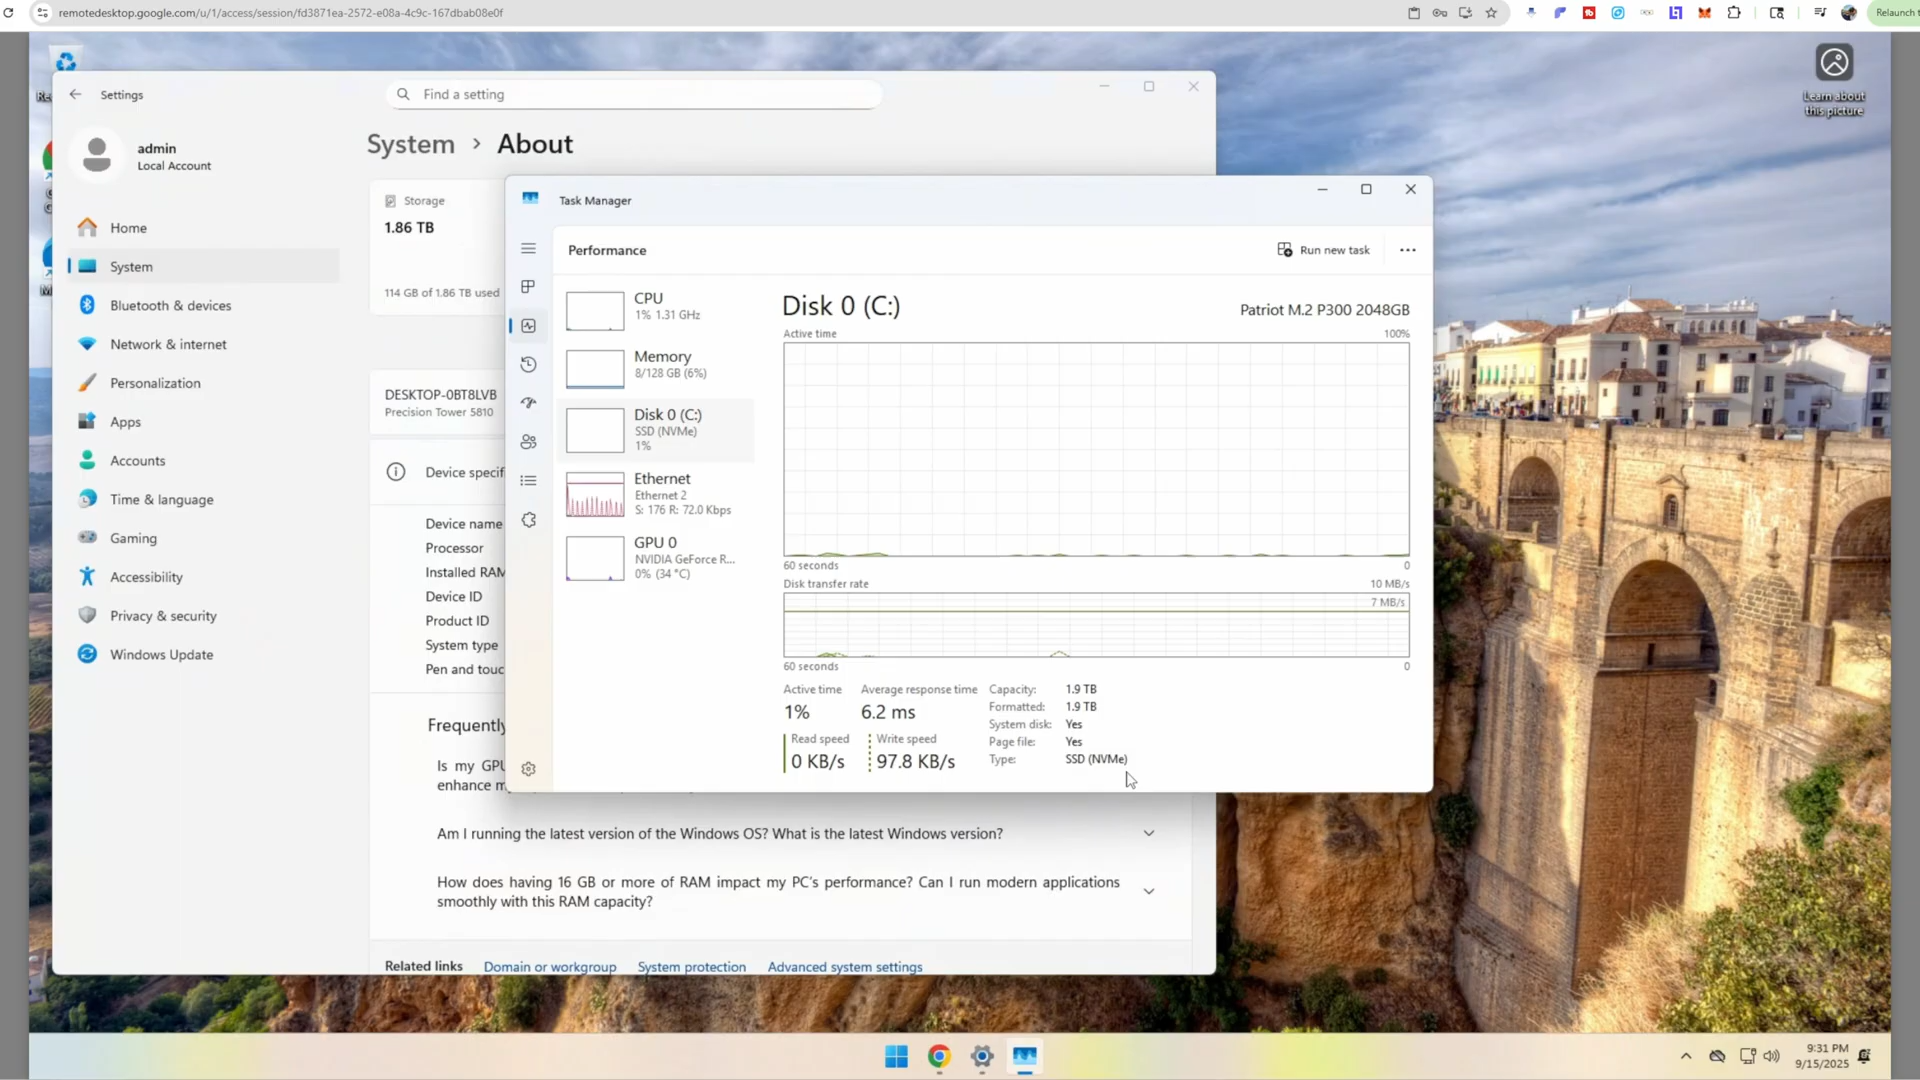 remotedesktop.google.com/u/1/access/session/fd3871ea-2572-e08a-4c9c-167dbab08e0f
Relaunch t
Learn about
this picture
Settings
Find a setting
admin
Local Account
Home
System
Bluetooth & devices
Network & internet
Personalization
Apps
Accounts
Time & language
Gaming
Accessibility
Privacy & security
Windows Update
System > About
Storage
1.86 TB
114 GB of 1.86 TB used
DESKTOP-0BT8LVB
Precision Tower 5810
Device specif
Device name
Processor
Installed RAM
Device ID
Product ID
System type
Pen and touc
Frequently
Is my GPU
enhance m
Am I running the latest version of the Windows OS? What is the latest Windows version?
How does having 16 GB or more of RAM impact my PC's performance? Can I run modern applications
smoothly with this RAM capacity?
Related links Domain or workgroup System protection Advanced system settings
Task Manager
Performance
Run new task
CPU
1% 1.31 GHz
Memory
8/128 GB (6%)
Disk 0 (C:)
SSD (NVMe)
1%
Ethernet
Ethernet 2
S: 176 R: 72.0 Kbps
GPU 0
NVIDIA GeForce R...
0% (34 °C)
Disk 0 (C:)
Patriot M.2 P300 2048GB
Active time 100%
60 seconds 0
Disk transfer rate 10 MB/s
7 MB/s
60 seconds 0
Active time
1%
Average response time
6.2 ms
Read speed
0 KB/s
Write speed
97.8 KB/s
Capacity: 1.9 TB
Formatted: 1.9 TB
System disk: Yes
Page file: Yes
Type: SSD (NVMe)
9:31 PM
9/15/2025